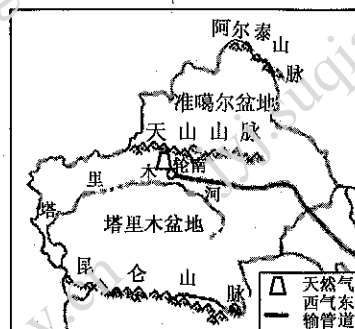 阿尔泰山脉
准噶尔盆地
天山山脉
轮南
塔里木河
塔里木盆地
昆仑山脉
天然气
西气东
输管道